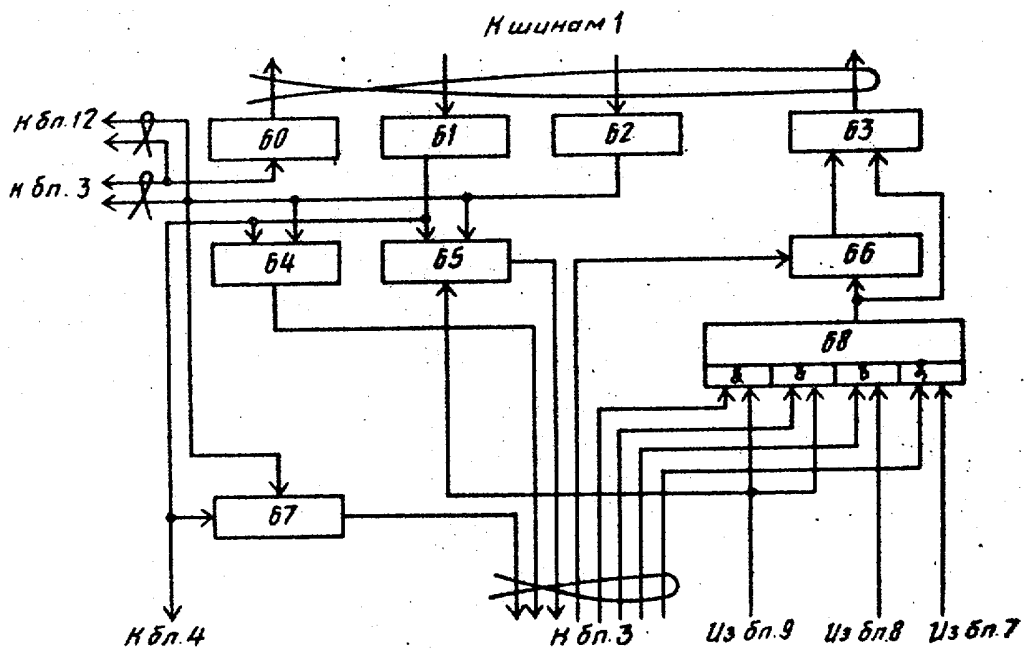 К шинам 1
К бл. 12
60
61
62
63
К бл. 3
64
65
66
68
& & & &
67
К бл. 4
К бл. 3
Из бл. 9
Из бл. 8
Из бл. 7